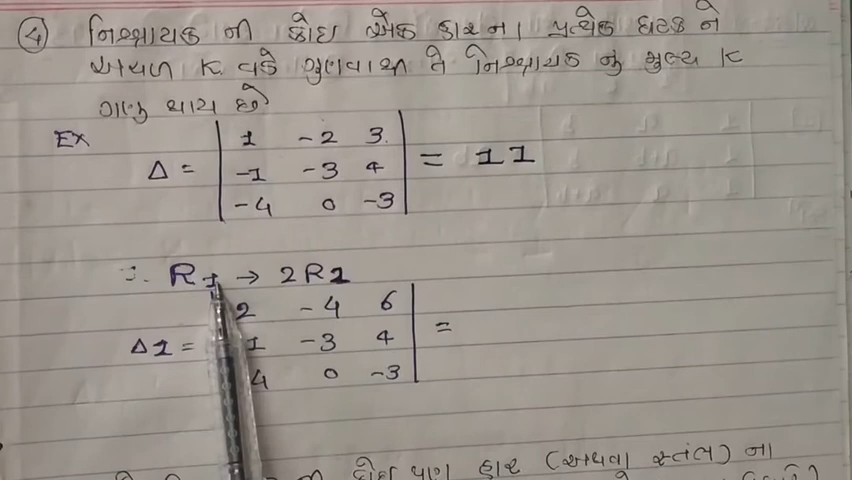 ④ નિશ્ચાયક ની કોઇ એક હારના પ્રત્યેક ઘટક ને
અચળ K વડે ગુણવાથી તે નિશ્ચાયક નું મુલ્ય K
ગણુ થાય છે
Ex
1 -2 3
Δ = -1 -3 4 = 11
-4 0 -3
∴ R1 → 2R1
2 -4 6
Δ1 = 1 -3 4 =
4 0 -3
કોઇ પણ હાર (અથવા સ્તંભ) ના